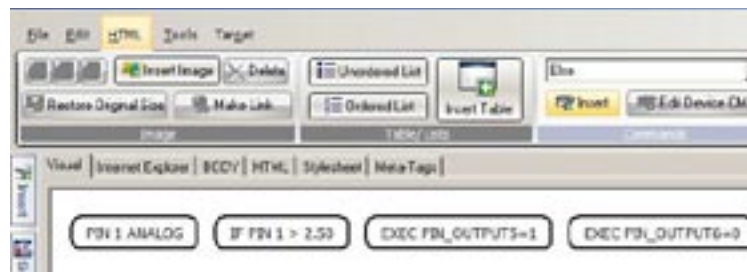 File Edit HTML Tools Target
Insert Image Delete
Restore Original Size Make Link
Image
Unordered List
Ordered List
Insert Table
Table/Lists
Else
Insert Edit Device
Commands
Visual Internet Explorer BODY HTML Stylesheet Meta Tags
Insert
PIN 1 ANALOG IF PIN 1 > 2.50 EXEC PIN_OUTPUT5=1 EXEC PIN_OUTPUT6=0